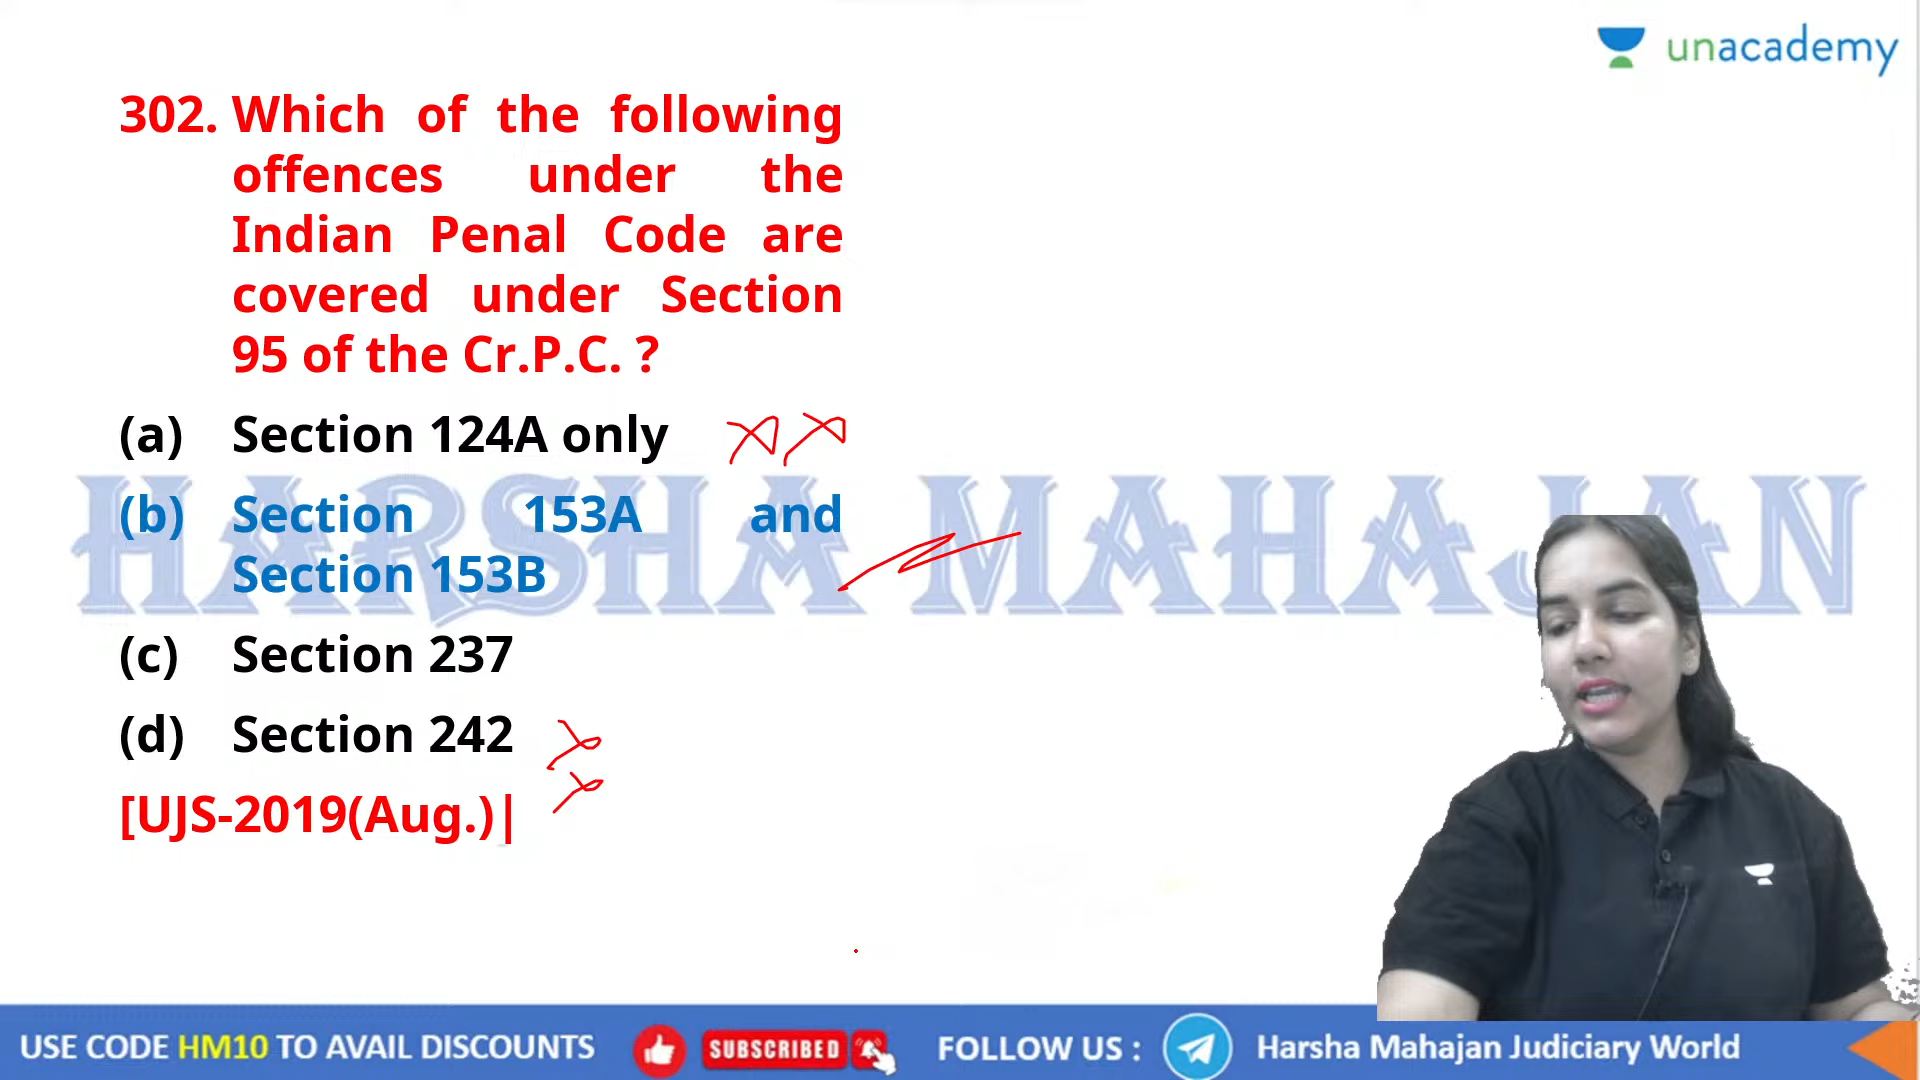 unacademy
302. Which of the following
offences under the
Indian Penal Code are
covered under Section
95 of the Cr.P.C. ?
(a) Section 124A only
(b) Section 153A and
Section 153B
HARSHA MAHAJAN
(c) Section 237
(d) Section 242
[UJS-2019(Aug.)|
USE CODE HM10 TO AVAIL DISCOUNTS SUBSCRIBED FOLLOW US : Harsha Mahajan Judiciary World